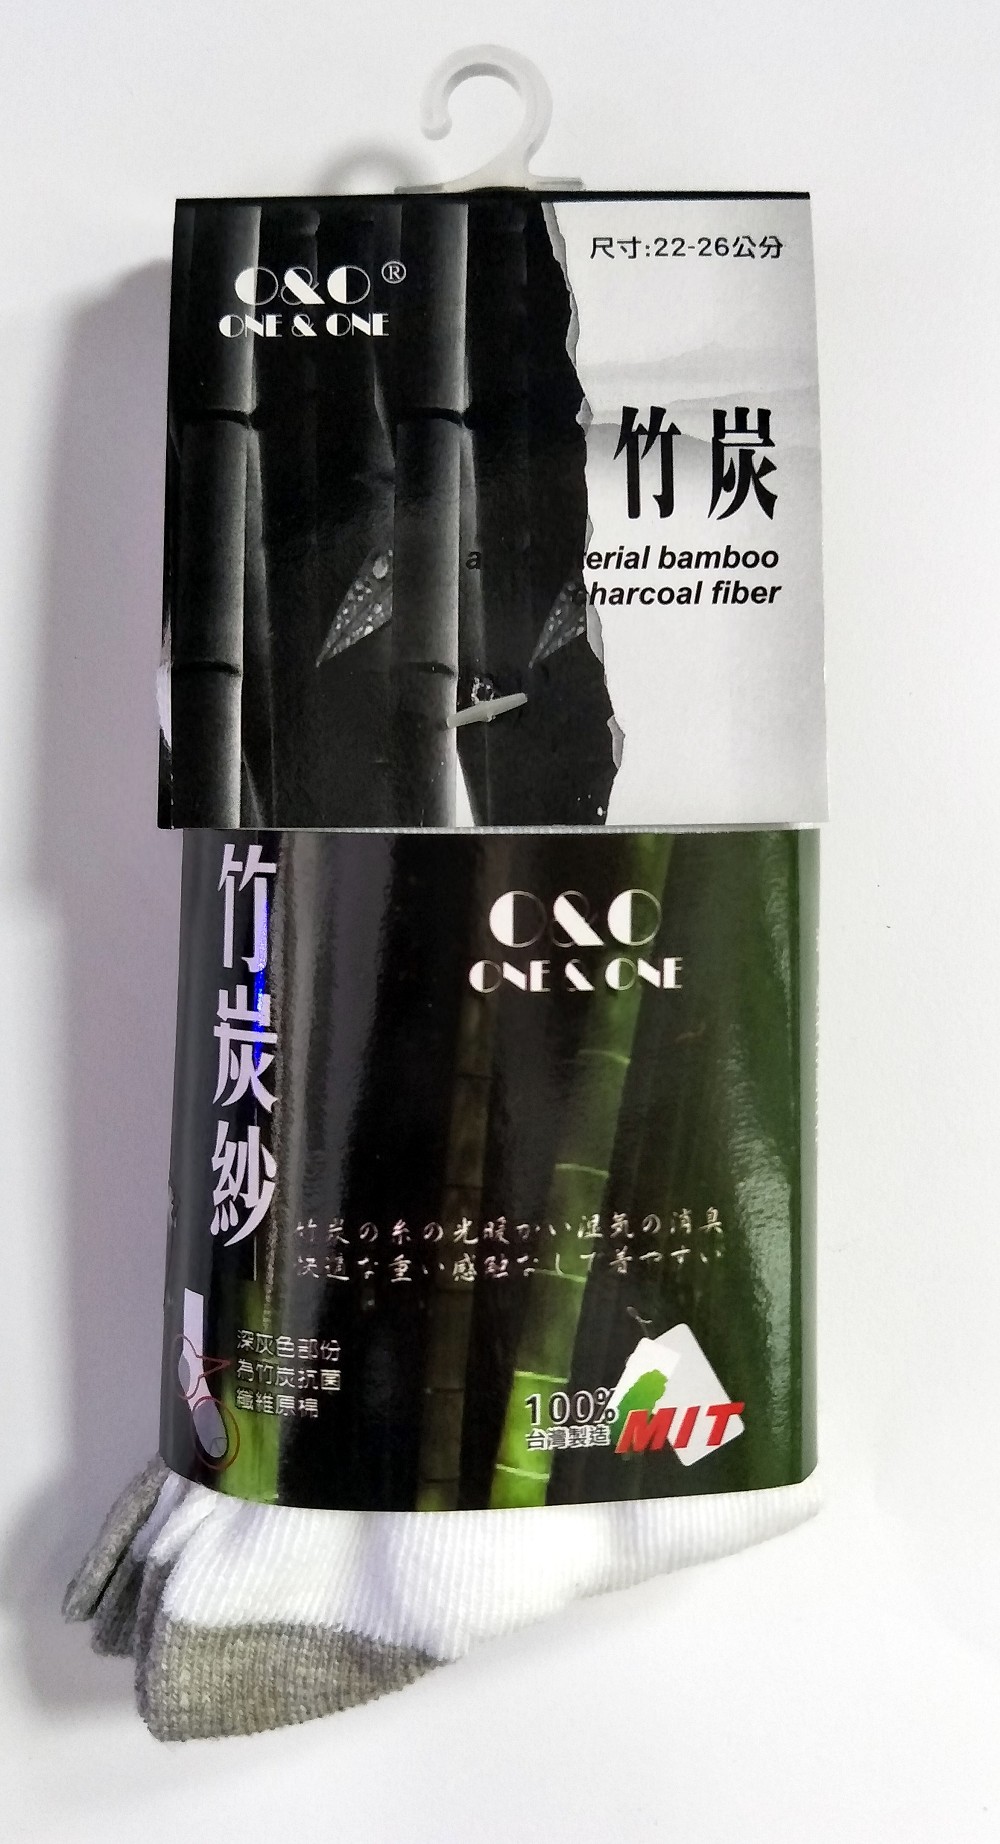 O&O®
ONE & ONE
尺寸:22-26公分
竹炭
erial bamboo
charcoal fiber
竹炭紗
O&O
ONE & ONE
竹炭の糸の光暖かい湿気の消臭
快適な重い感触なして着やすい
深灰色部份
為竹炭抗菌
纖維原棉
100%
台灣製造
MIT